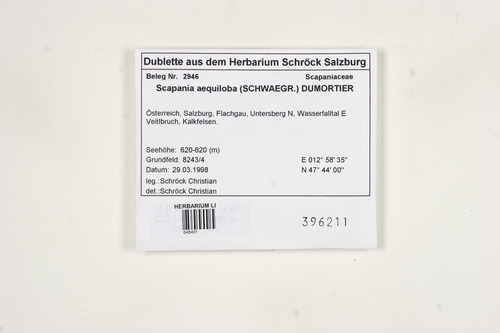 Dublette aus dem Herbarium Schröck Salzburg
Beleg Nr. 2946 Scapaniaceae
Scapania aequiloba (SCHWAEGR.) DUMORTIER
Österreich, Salzburg, Flachgau, Untersberg N, Wasserfalltal E
Veitlbruch, Kalkfelsen.
Seehöhe: 620-620 (m)
Grundfeld: 8243/4 E 012° 58' 35"
Datum: 29.03.1998 N 47° 44' 00"
leg.: Schröck Christian
det.: Schröck Christian
HERBARIUM LI
396211